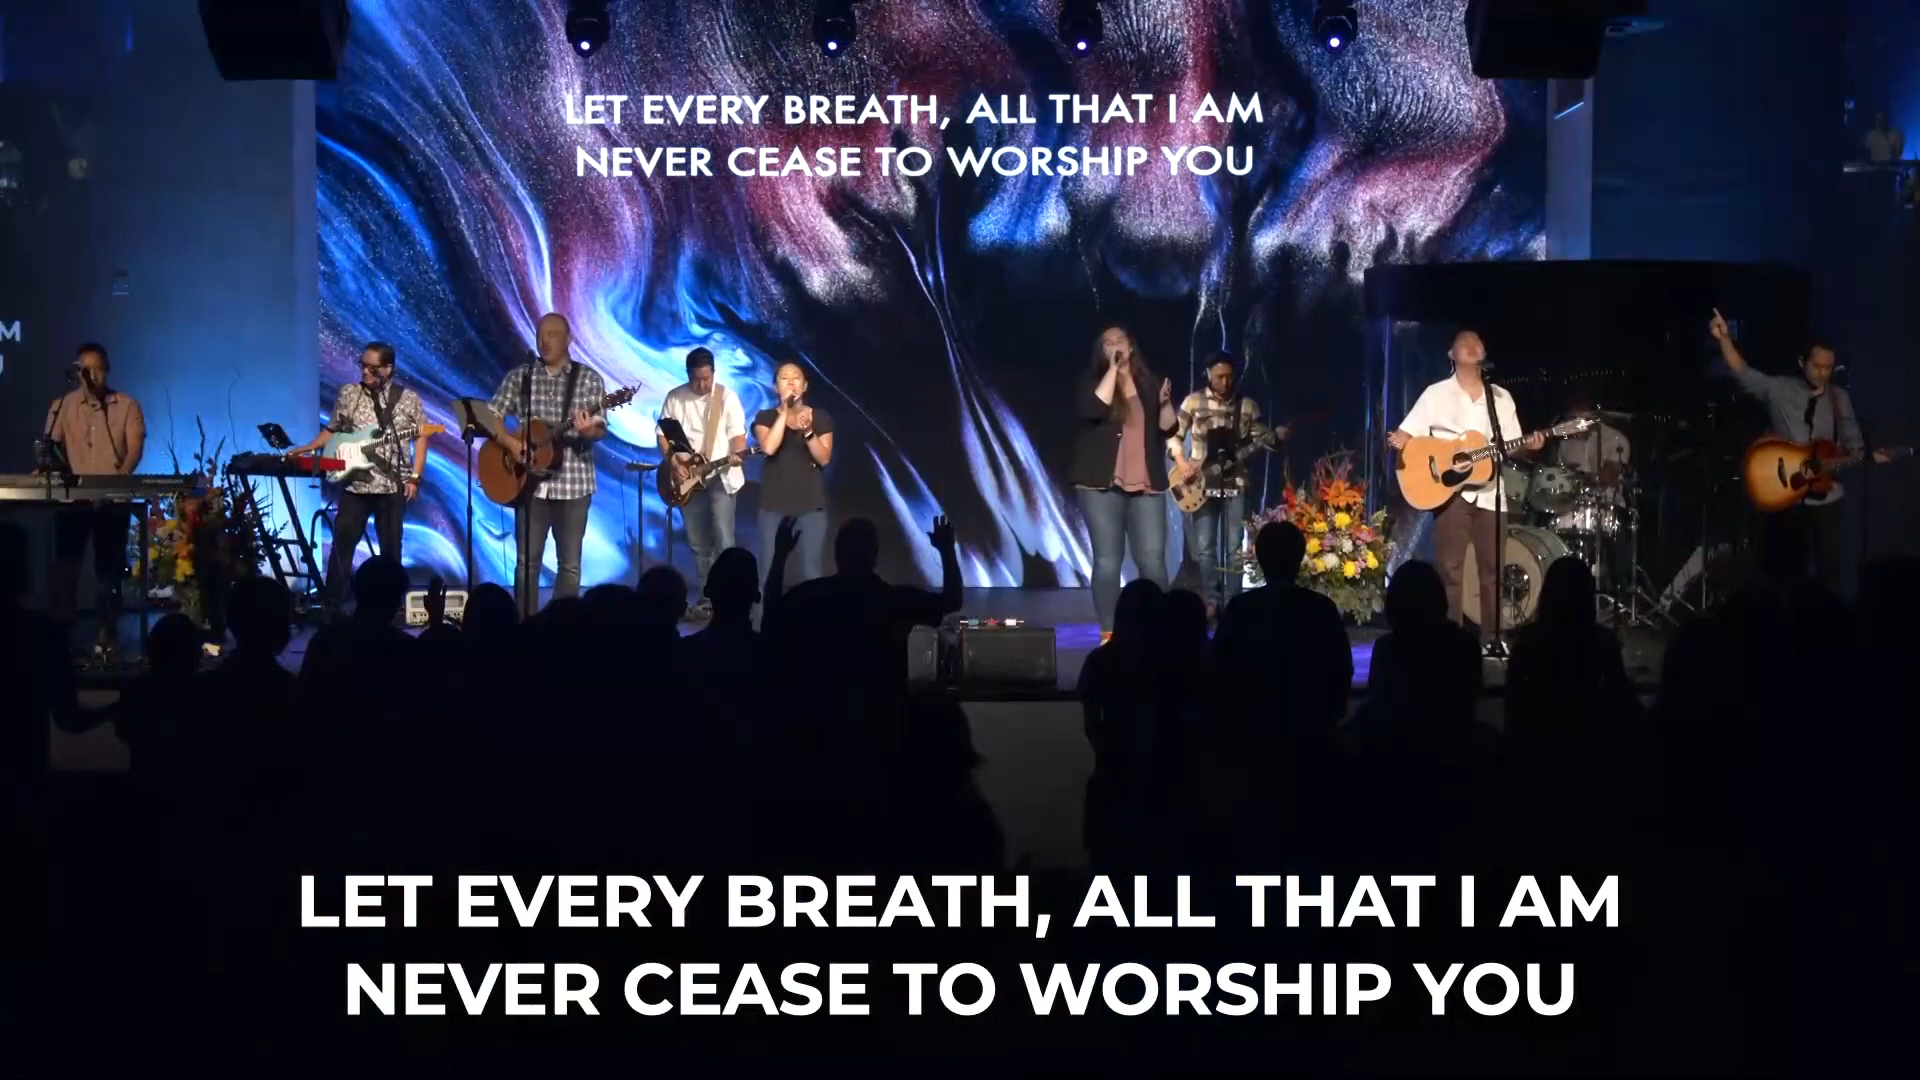 LET EVERY BREATH, ALL THAT I AM
NEVER CEASE TO WORSHIP YOU
M
U
LET EVERY BREATH, ALL THAT I AM
NEVER CEASE TO WORSHIP YOU